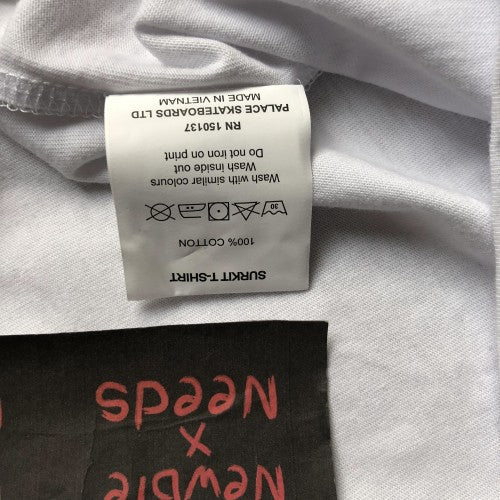 SURKIT T-SHIRT
100% COTTON
30
Wash with similar colours
Wash inside out
Do not iron on print
RN 150137
PALACE SKATEBOARDS LTD
MADE IN VIETNAM
Newbie
x
Needs